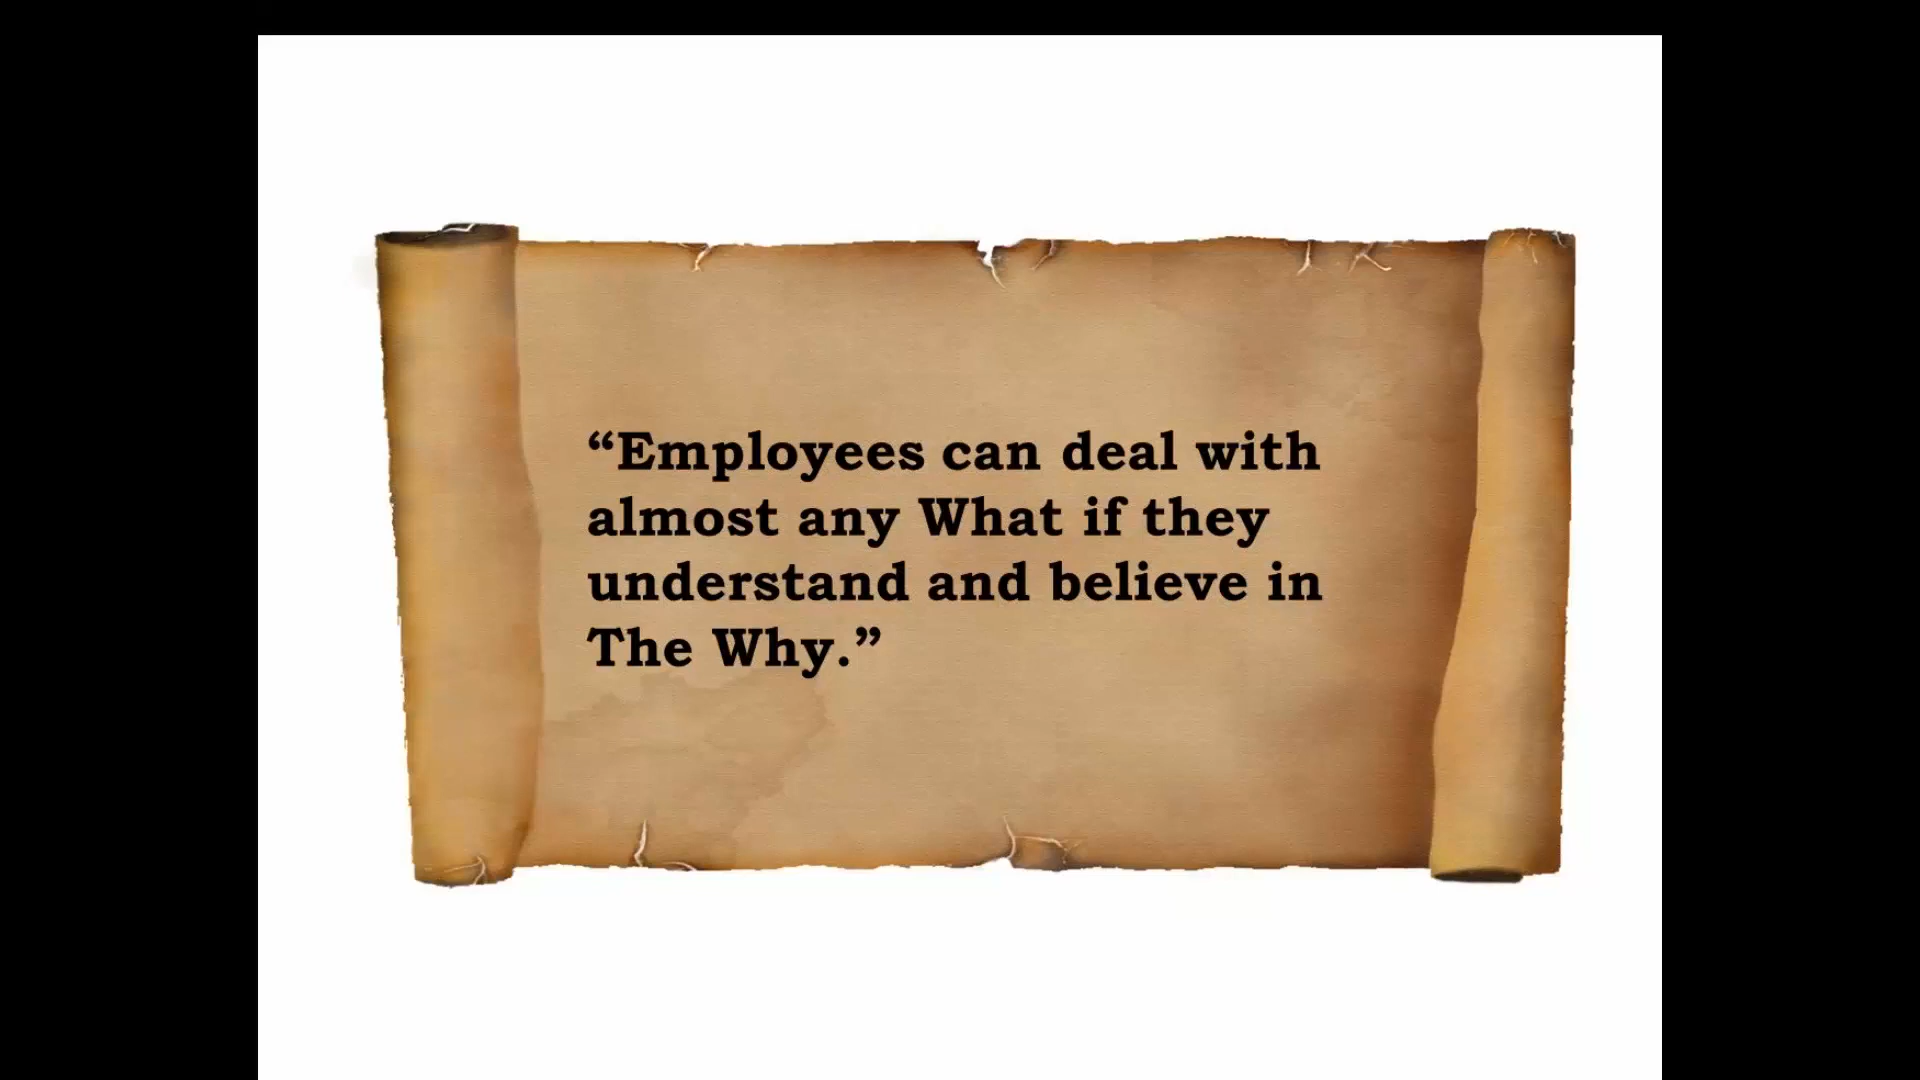 “Employees can deal with
almost any What if they
understand and believe in
The Why.”